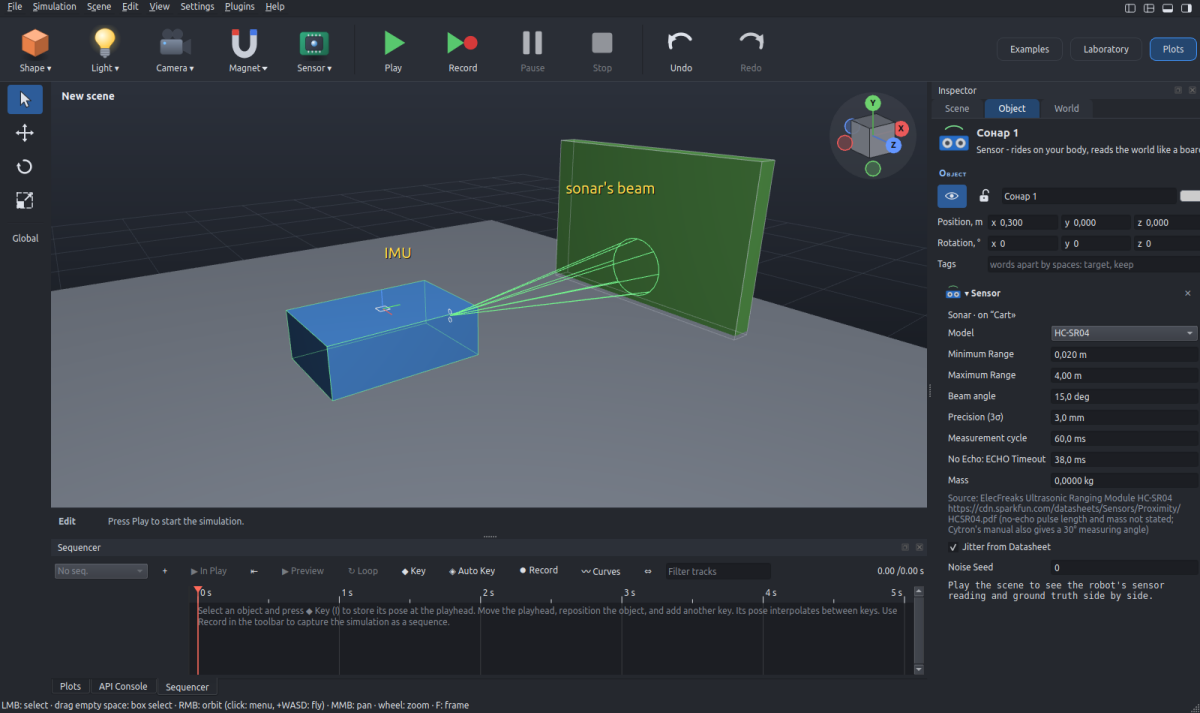 File Simulation Scene Edit View Settings Plugins Help
Shape ▾ Light ▾ Camera ▾ Magnet ▾ Sensor ▾ Play Record Pause Stop Undo Redo Examples Laboratory Plots
New scene
Global
sonar's beam
IMU
Y
X
Z
Inspector
Scene Object World
Сонар 1
Sensor - rides on your body, reads the world like a board
Object
Сонар 1
Position, m x 0,300 y 0,000 z 0,000
Rotation, ° x 0 y 0 z 0
Tags words apart by spaces: target, keep
▾ Sensor ×
Sonar · on "Cart»
Model HC-SR04
Minimum Range 0,020 m
Maximum Range 4,00 m
Beam angle 15,0 deg
Precision (3σ) 3,0 mm
Measurement cycle 60,0 ms
No Echo: ECHO Timeout 38,0 ms
Mass 0,0000 kg
Source: ElecFreaks Ultrasonic Ranging Module HC-SR04
https://cdn.sparkfun.com/datasheets/Sensors/Proximity/
HCSR04.pdf (no-echo pulse length and mass not stated;
Cytron's manual also gives a 30° measuring angle)
✓ Jitter from Datasheet
Noise Seed 0
Play the scene to see the robot's sensor
reading and ground truth side by side.
Edit Press Play to start the simulation.
Sequencer
No seq. + ▶ In Play ⇤ ▶ Preview ↻ Loop ◆ Key ◈ Auto Key ● Record Curves ⇔ Filter tracks 0.00 /0.00 s
0 s 1 s 2 s 3 s 4 s 5 s
Select an object and press ◆ Key (I) to store its pose at the playhead. Move the playhead, reposition the object, and add another key. Its pose interpolates between keys. Use
Record in the toolbar to capture the simulation as a sequence.
Plots API Console Sequencer
LMB: select · drag empty space: box select · RMB: orbit (click: menu, +WASD: fly) · MMB: pan · wheel: zoom · F: frame